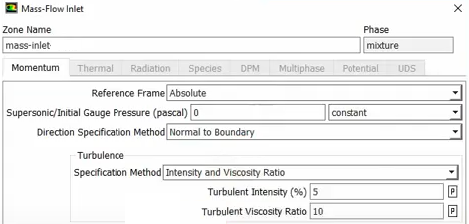 Mass-Flow Inlet
Zone Name Phase
mass-inlet mixture
Momentum Thermal Radiation Species DPM Multiphase Potential UDS
Reference Frame Absolute
Supersonic/Initial Gauge Pressure (pascal) 0 constant
Direction Specification Method Normal to Boundary
Turbulence
Specification Method Intensity and Viscosity Ratio
Turbulent Intensity (%) 5 P
Turbulent Viscosity Ratio 10 P